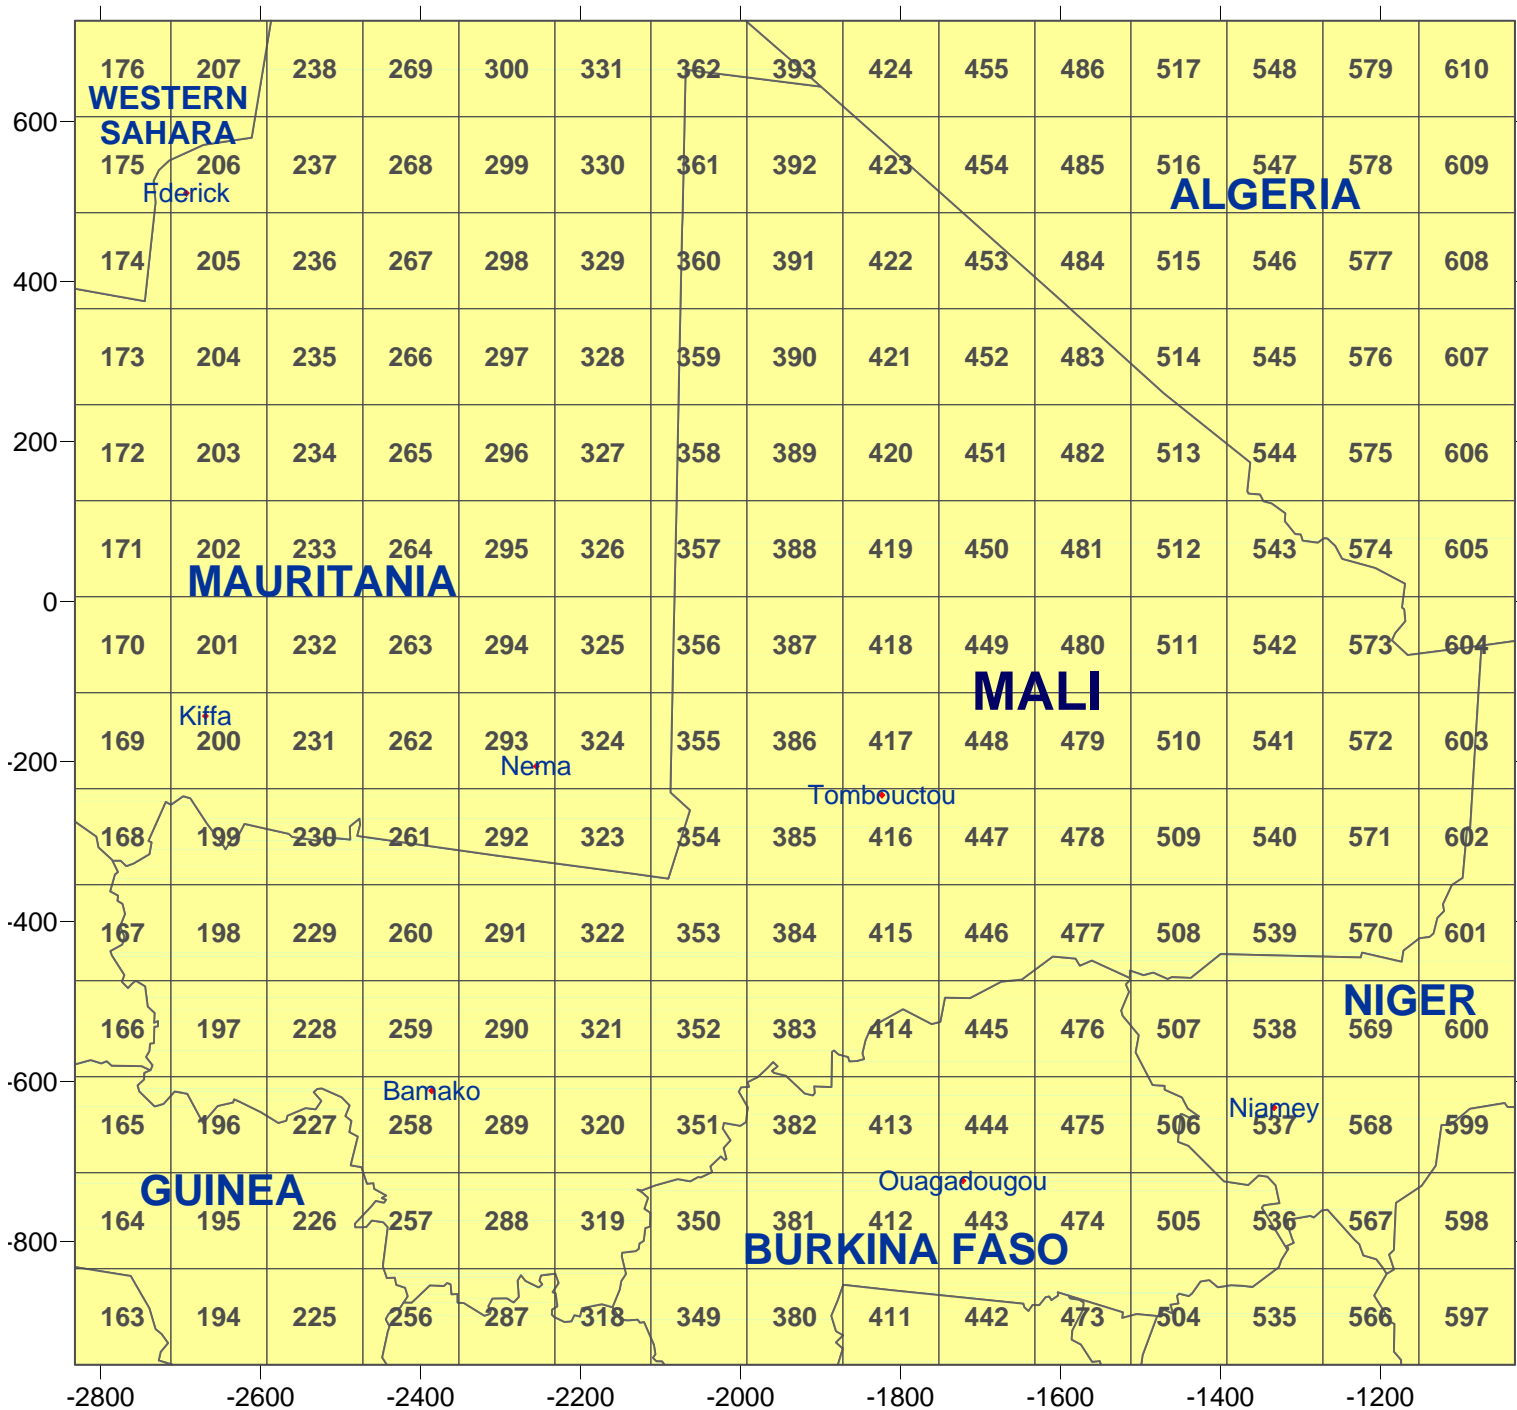 176 207 238 269 300 331 362 393 424 455 486 517 548 579 610
WESTERN
600
SAHARA
175 206 237 268 299 330 361 392 423 454 485 516 547 578 609
Fderick
ALGERIA
174 205 236 267 298 329 360 391 422 453 484 515 546 577 608
400
173 204 235 266 297 328 359 390 421 452 483 514 545 576 607
200
172 203 234 265 296 327 358 389 420 451 482 513 544 575 606
171 202 233 264 295 326 357 388 419 450 481 512 543 574 605
MAURITANIA
0
170 201 232 263 294 325 356 387 418 449 480 511 542 573 604
MALI
Kiffa
169 200 231 262 293 324 355 386 417 448 479 510 541 572 603
-200
Nema
Tombouctou
168 199 230 261 292 323 354 385 416 447 478 509 540 571 602
-400
167 198 229 260 291 322 353 384 415 446 477 508 539 570 601
NIGER
166 197 228 259 290 321 352 383 414 445 476 507 538 569 600
-600
Bamako
Niamey
165 196 227 258 289 320 351 382 413 444 475 506 537 568 599
Ouagadougou
GUINEA
164 195 226 257 288 319 350 381 412 443 474 505 536 567 598
-800
BURKINA FASO
163 194 225 256 287 318 349 380 411 442 473 504 535 566 597
-2800 -2600 -2400 -2200 -2000 -1800 -1600 -1400 -1200